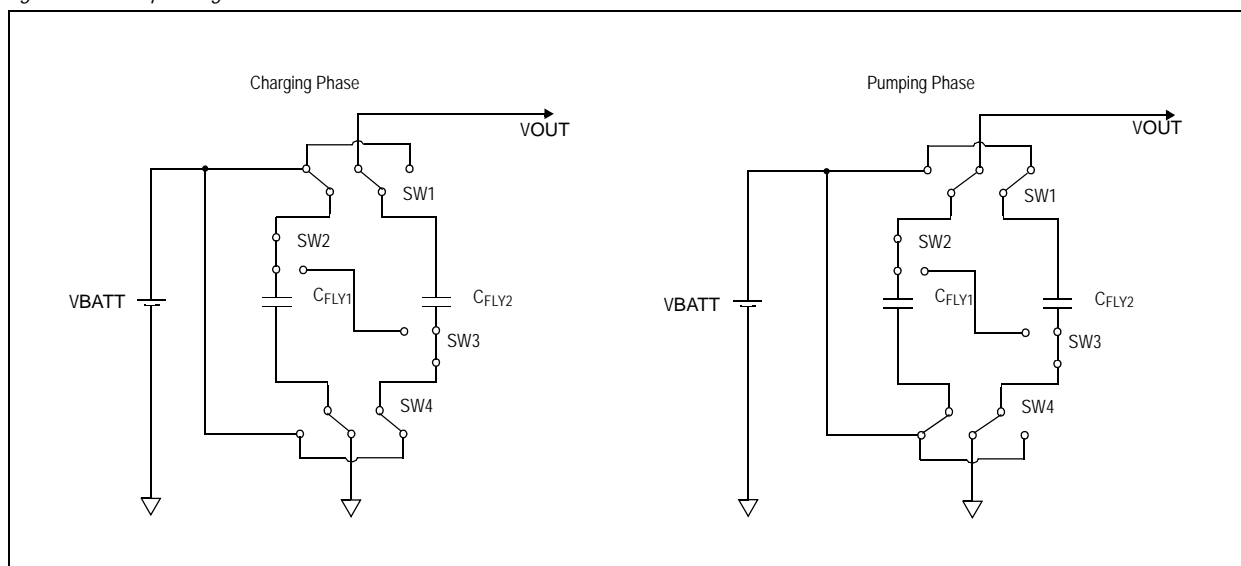 Charging Phase
VOUT
SW1
SW2
VBATT
CFLY1
CFLY2
SW3
SW4
Pumping Phase
VOUT
SW1
SW2
VBATT
CFLY1
CFLY2
SW3
SW4